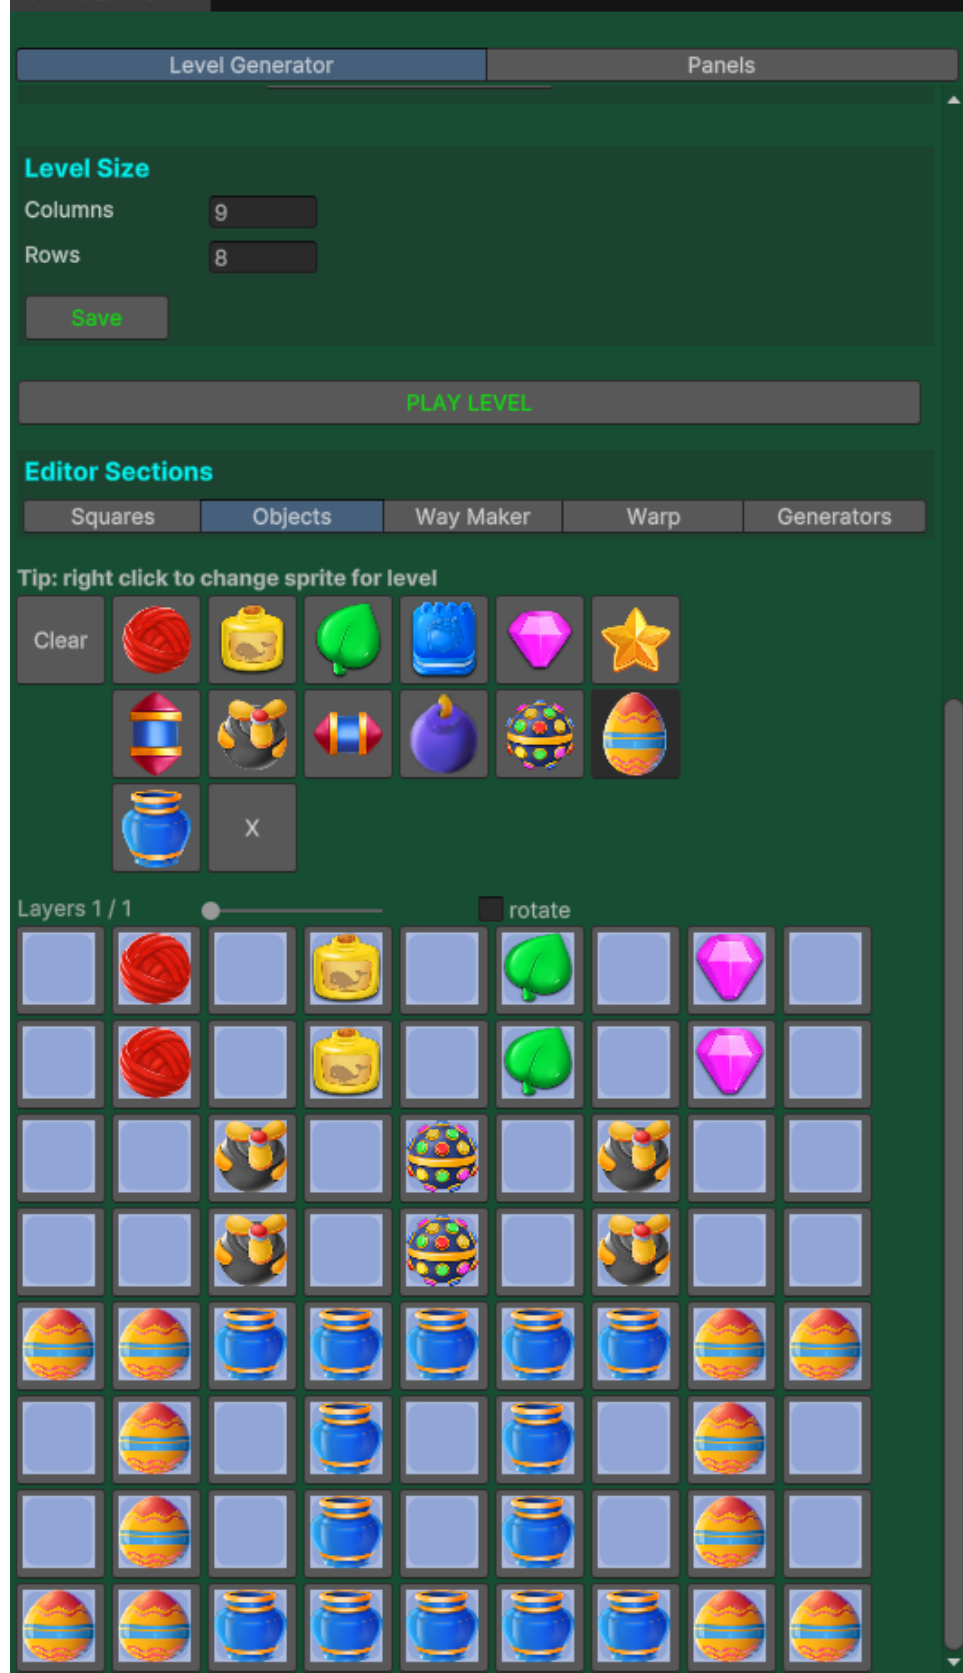 Level Generator
Panels
Level Size
Columns
9
Rows
8
Save
PLAY LEVEL
Editor Sections
Squares
Objects
Way Maker
Warp
Generators
Tip: right click to change sprite for level
Clear
X
Layers 1 / 1
rotate